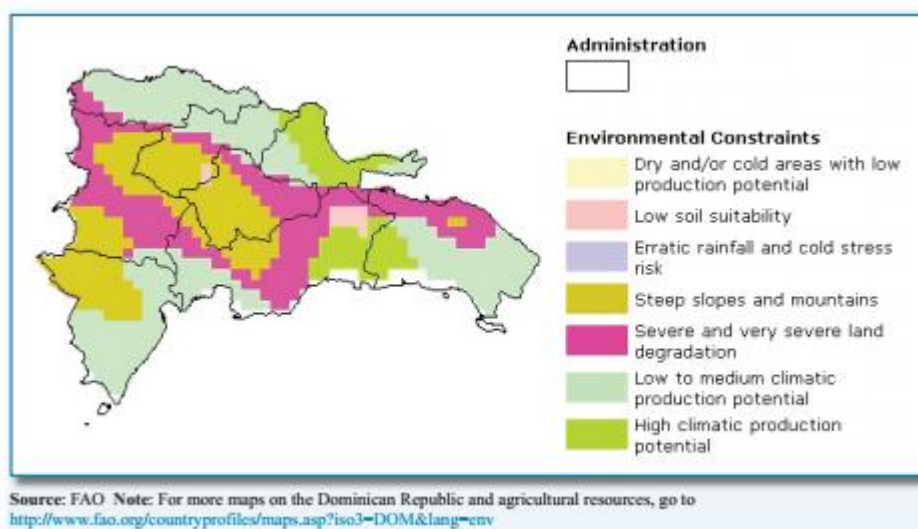 Administration
Environmental Constraints
Dry and/or cold areas with low
production potential
Low soil suitability
Erratic rainfall and cold stress
risk
Steep slopes and mountains
Severe and very severe land
degradation
Low to medium climatic
production potential
High climatic production
potential
Source: FAO Note: For more maps on the Dominican Republic and agricultural resources, go to
http://www.fao.org/countryprofiles/maps.asp?iso3=DOM&lang=env